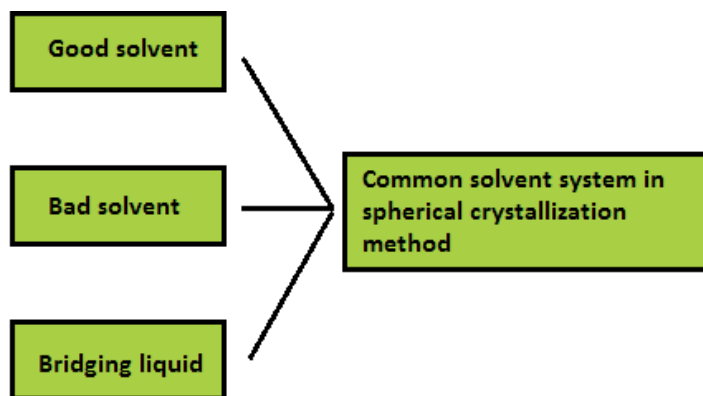 Good solvent
Bad solvent
Bridging liquid
Common solvent system in
spherical crystallization
method